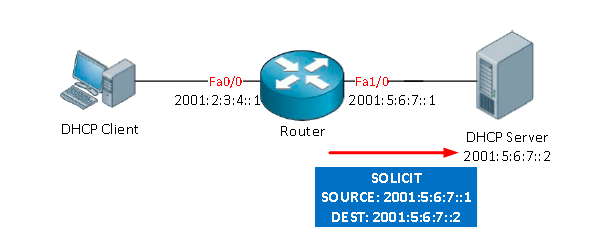 Fa0/0
Fa1/0
2001:2:3:4::1
2001:5:6:7::1
DHCP Client
Router
DHCP Server
2001:5:6:7::2
SOLICIT
SOURCE: 2001:5:6:7::1
DEST: 2001:5:6:7::2